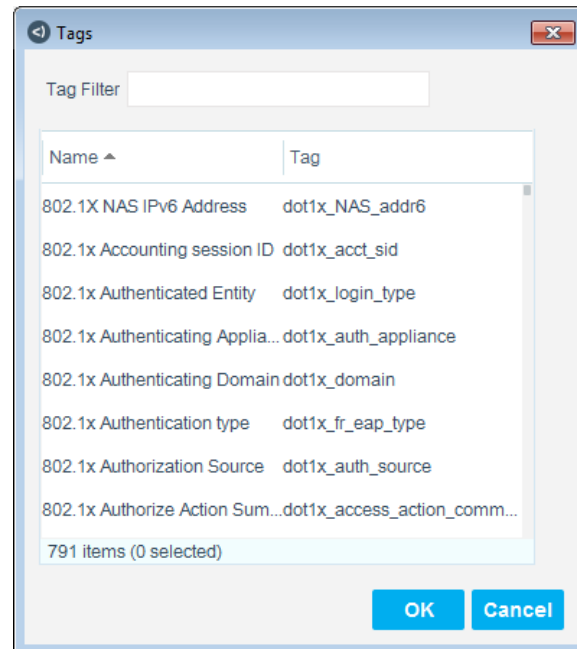 Tags
Tag Filter
Name Tag
802.1X NAS IPv6 Address dot1x_NAS_addr6
802.1x Accounting session ID dot1x_acct_sid
802.1x Authenticated Entity dot1x_login_type
802.1x Authenticating Applia... dot1x_auth_appliance
802.1x Authenticating Domain dot1x_domain
802.1x Authentication type dot1x_fr_eap_type
802.1x Authorization Source dot1x_auth_source
802.1x Authorize Action Sum... dot1x_access_action_comm...
791 items (0 selected)
OK Cancel